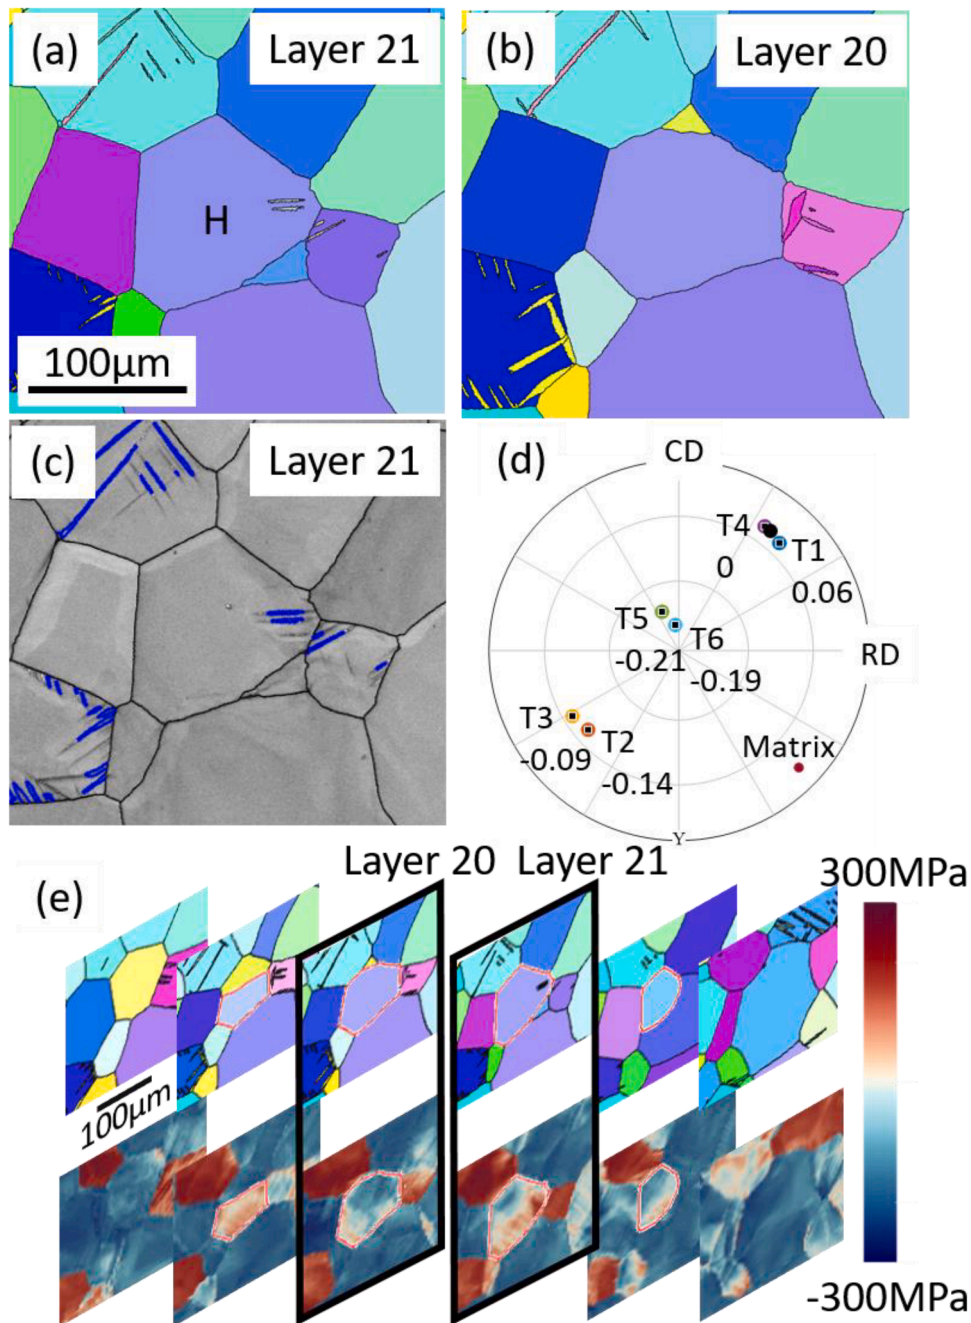 (a) Layer 21
(b) Layer 20
H
100µm
(c) Layer 21
(d)
CD
T4
T1
0
0.06
T5
T6
-0.21
-0.19
RD
T3
T2
-0.09
-0.14
Matrix
Y
(e)
Layer 20 Layer 21
300MPa
100µm
-300MPa